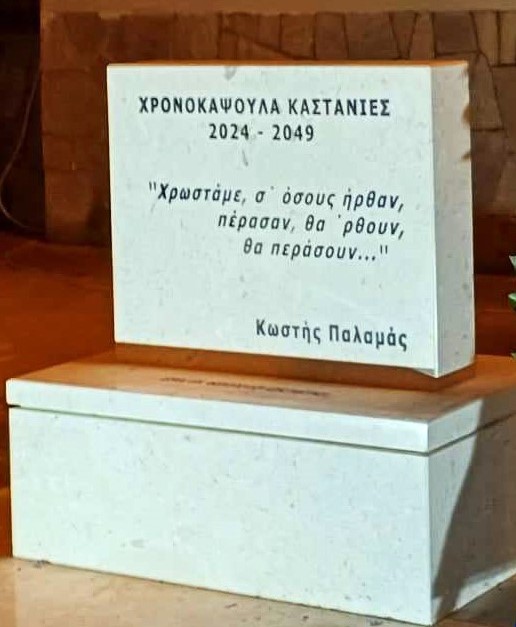 ΧΡΟΝΟΚΑΨΟΥΛΑ ΚΑΣΤΑΝΙΕΣ
2024 - 2049
"Χρωστάμε, σ΄ όσους ήρθαν,
πέρασαν, θα ΄ρθουν,
θα περάσουν..."
Κωστής Παλαμάς